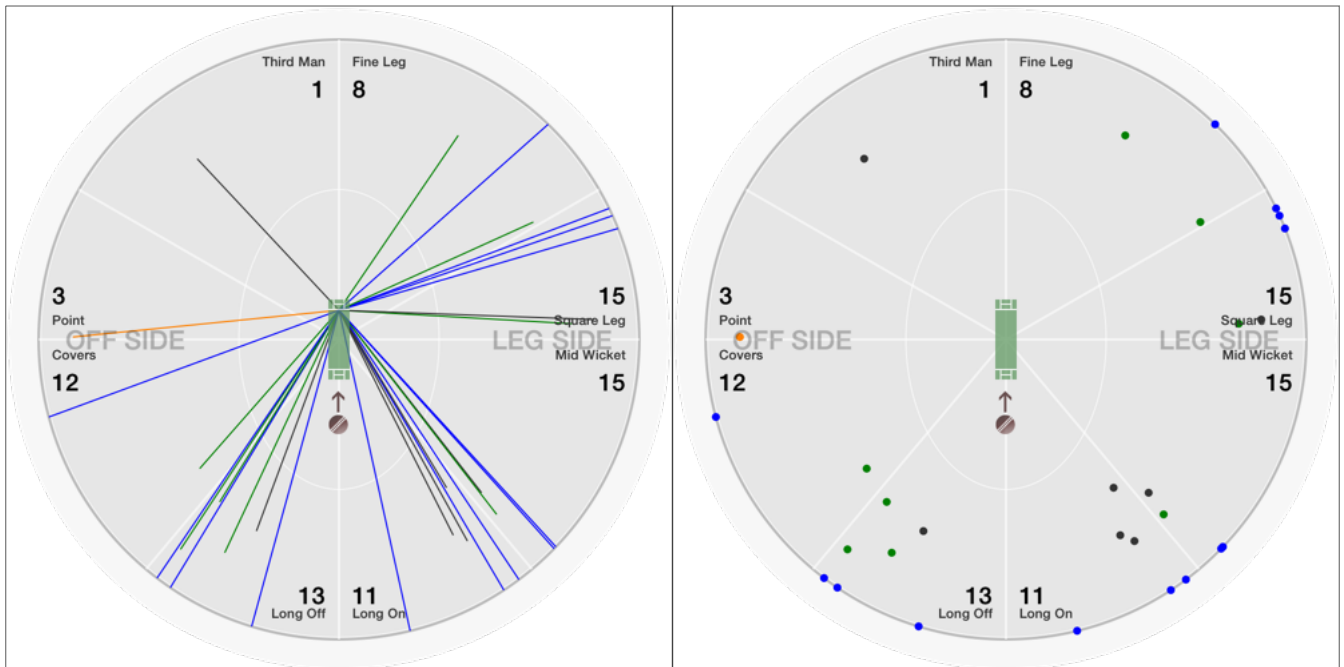 Third Man Fine Leg
1 8
3 15
Point Square Leg
OFF SIDE LEG SIDE
Covers Mid Wicket
12 15
13 11
Long Off Long On
Third Man Fine Leg
1 8
3 15
Point Square Leg
OFF SIDE LEG SIDE
Covers Mid Wicket
12 15
13 11
Long Off Long On